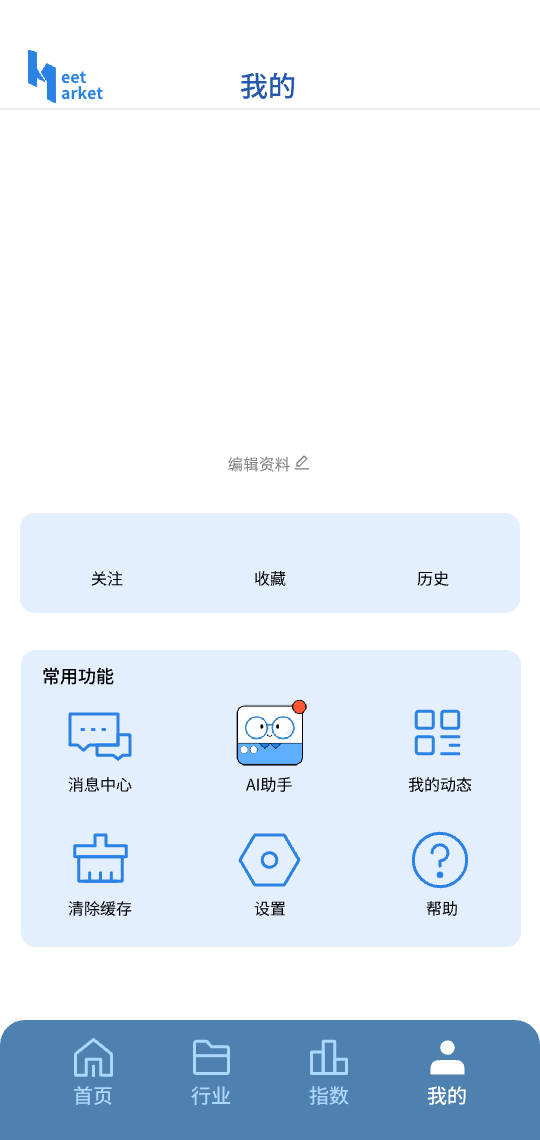 Meet
Market
我的
编辑资料
关注 收藏 历史
常用功能
消息中心 AI助手 我的动态
清除缓存 设置 帮助
首页 行业 指数 我的